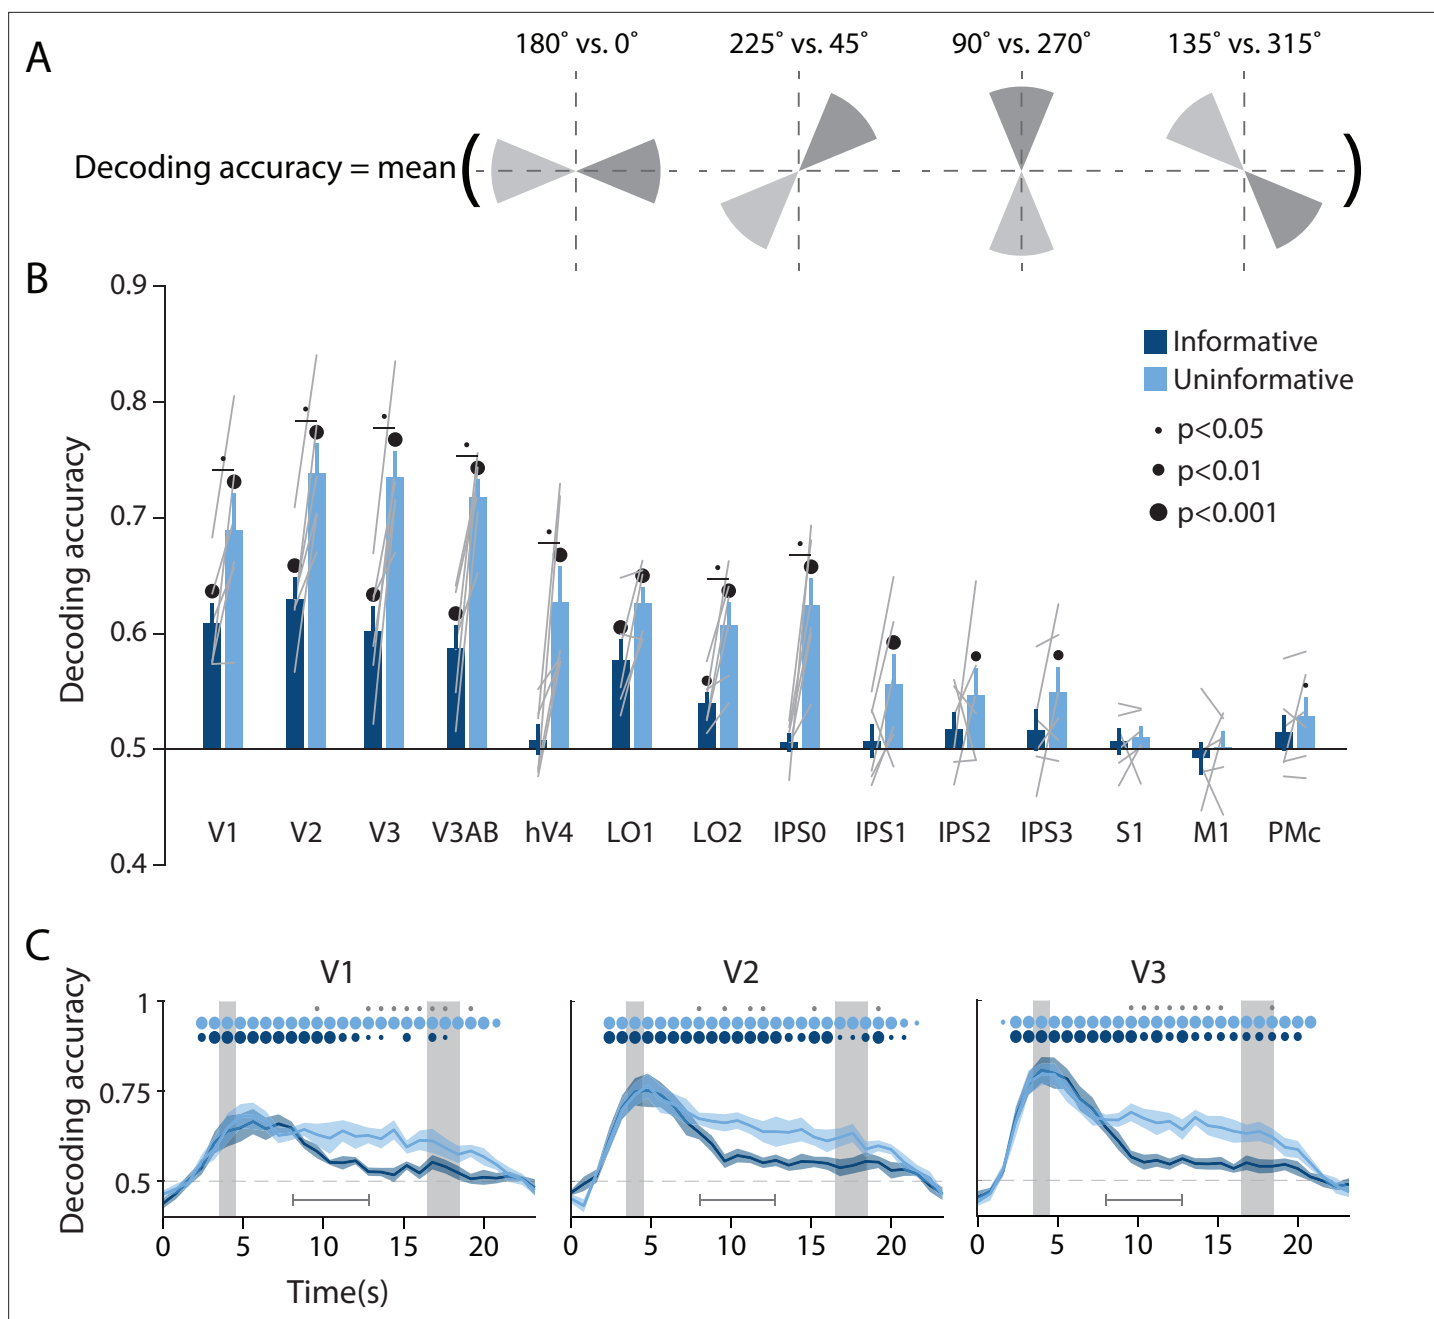 A
180˚ vs. 0˚ 225˚ vs. 45˚ 90˚ vs. 270˚ 135˚ vs. 315˚
Decoding accuracy = mean ( )
B
Decoding accuracy
0.9
0.8
0.7
0.6
0.5
0.4
Informative
Uninformative
p<0.05
p<0.01
p<0.001
V1 V2 V3 V3AB hV4 LO1 LO2 IPS0 IPS1 IPS2 IPS3 S1 M1 PMc
C
Decoding accuracy
V1 V2 V3
1
0.75
0.5
0 5 10 15 20 0 5 10 15 20 0 5 10 15 20
Time(s)